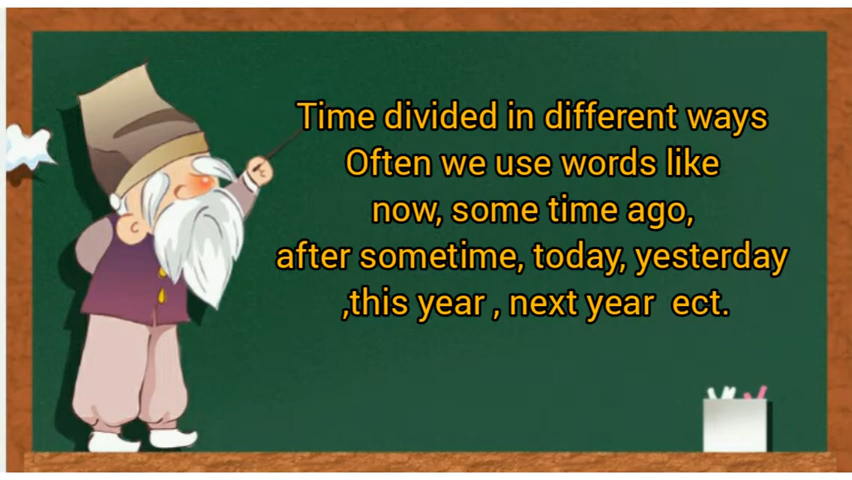 Time divided in different ways
Often we use words like
now, some time ago,
after sometime, today, yesterday
,this year , next year ect.